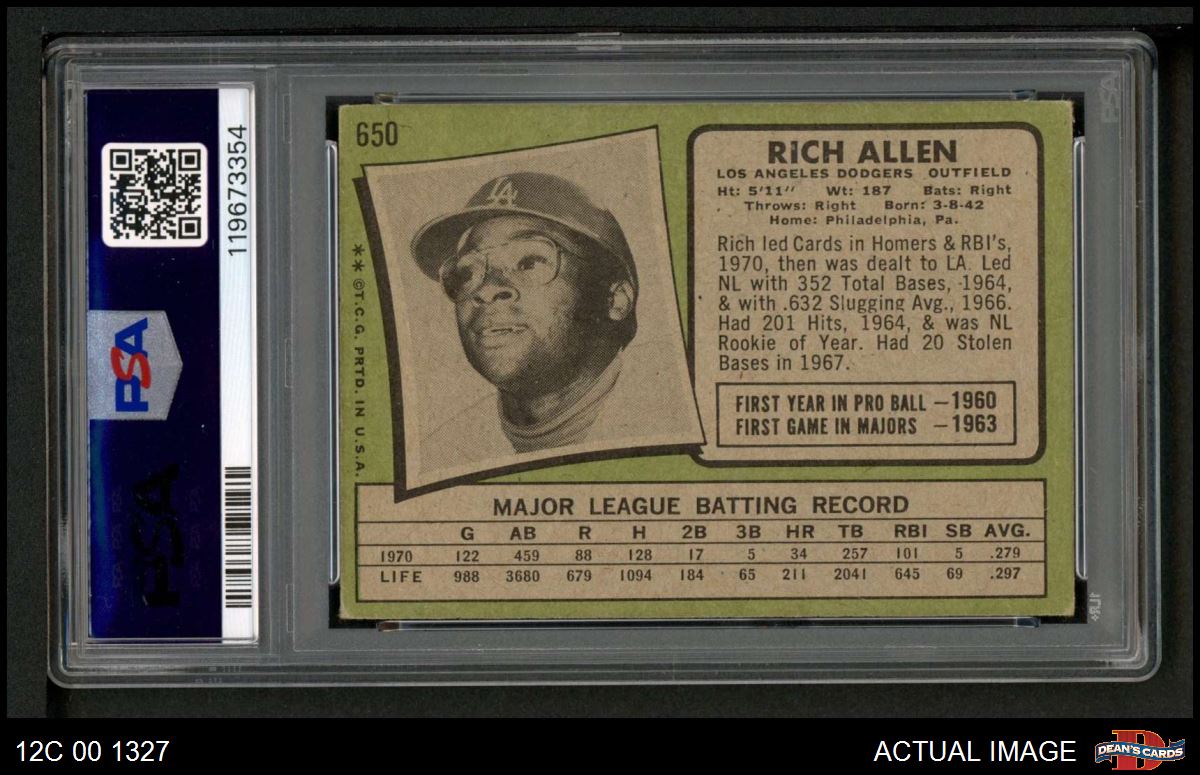 119673354
PSA
PSA
650
** ©T.C.G. PRTD. IN U.S.A.
LA
RICH ALLEN
LOS ANGELES DODGERS OUTFIELD
Ht: 5'11" Wt: 187 Bats: Right
Throws: Right Born: 3-8-42
Home: Philadelphia, Pa.
Rich led Cards in Homers & RBI's,
1970, then was dealt to LA. Led
NL with 352 Total Bases, 1964,
& with .632 Slugging Avg., 1966.
Had 201 Hits, 1964, & was NL
Rookie of Year. Had 20 Stolen
Bases in 1967.
FIRST YEAR IN PRO BALL —1960
FIRST GAME IN MAJORS —1963
MAJOR LEAGUE BATTING RECORD
G AB R H 2B 3B HR TB RBI SB AVG.
1970 122 459 88 128 17 5 34 257 101 5 .279
LIFE 988 3680 679 1094 184 65 211 2041 645 69 .297
12C 00 1327
ACTUAL IMAGE
DEAN'S CARDS